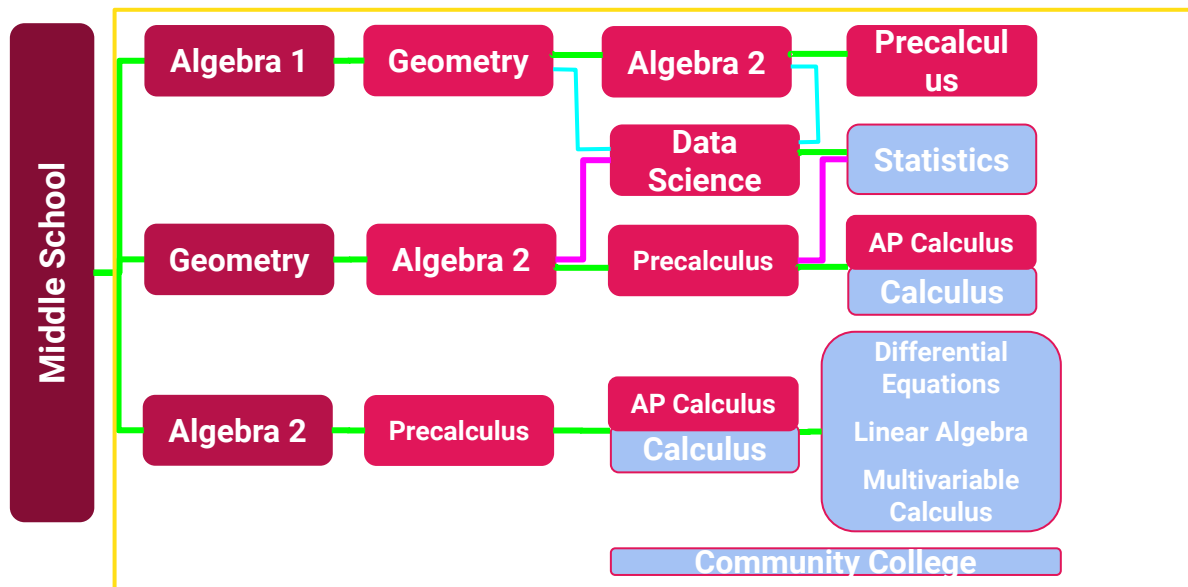 Middle School
Algebra 1
Geometry
Algebra 2
Precalcul
us
Data
Science
Statistics
Geometry
Algebra 2
Precalculus
AP Calculus
Calculus
Algebra 2
Precalculus
AP Calculus
Calculus
Differential
Equations
Linear Algebra
Multivariable
Calculus
Community College